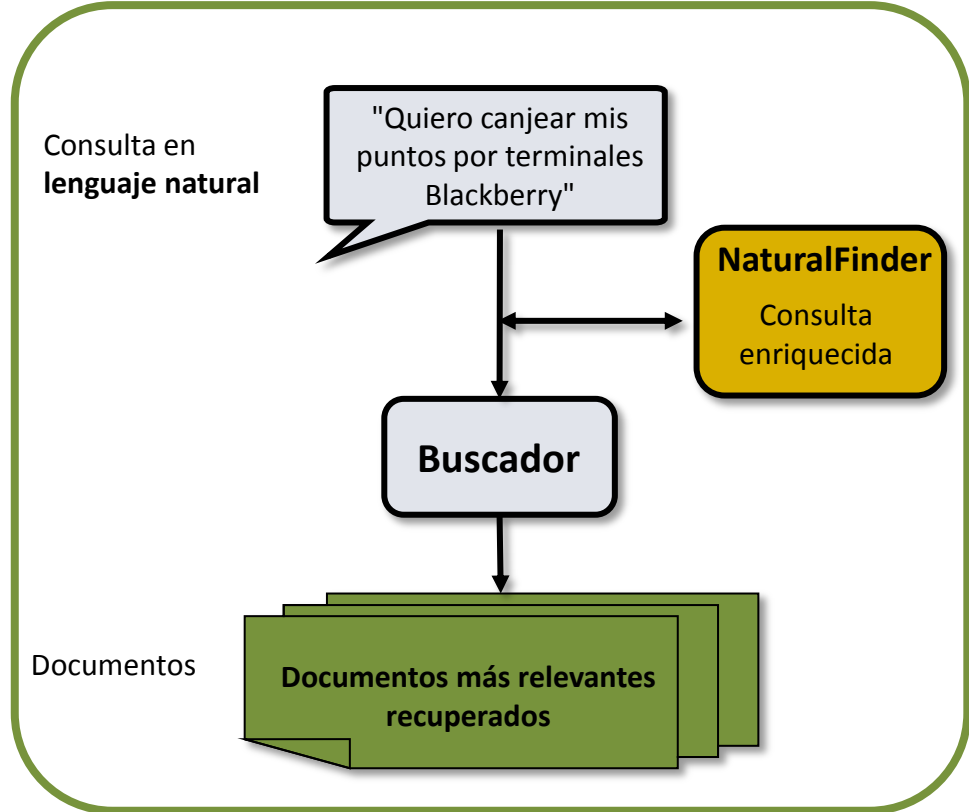 "Quiero canjear mis
puntos por terminales
Blackberry"
Consulta en
lenguaje natural
NaturalFinder
Consulta
enriquecida
Buscador
Documentos
Documentos más relevantes
recuperados